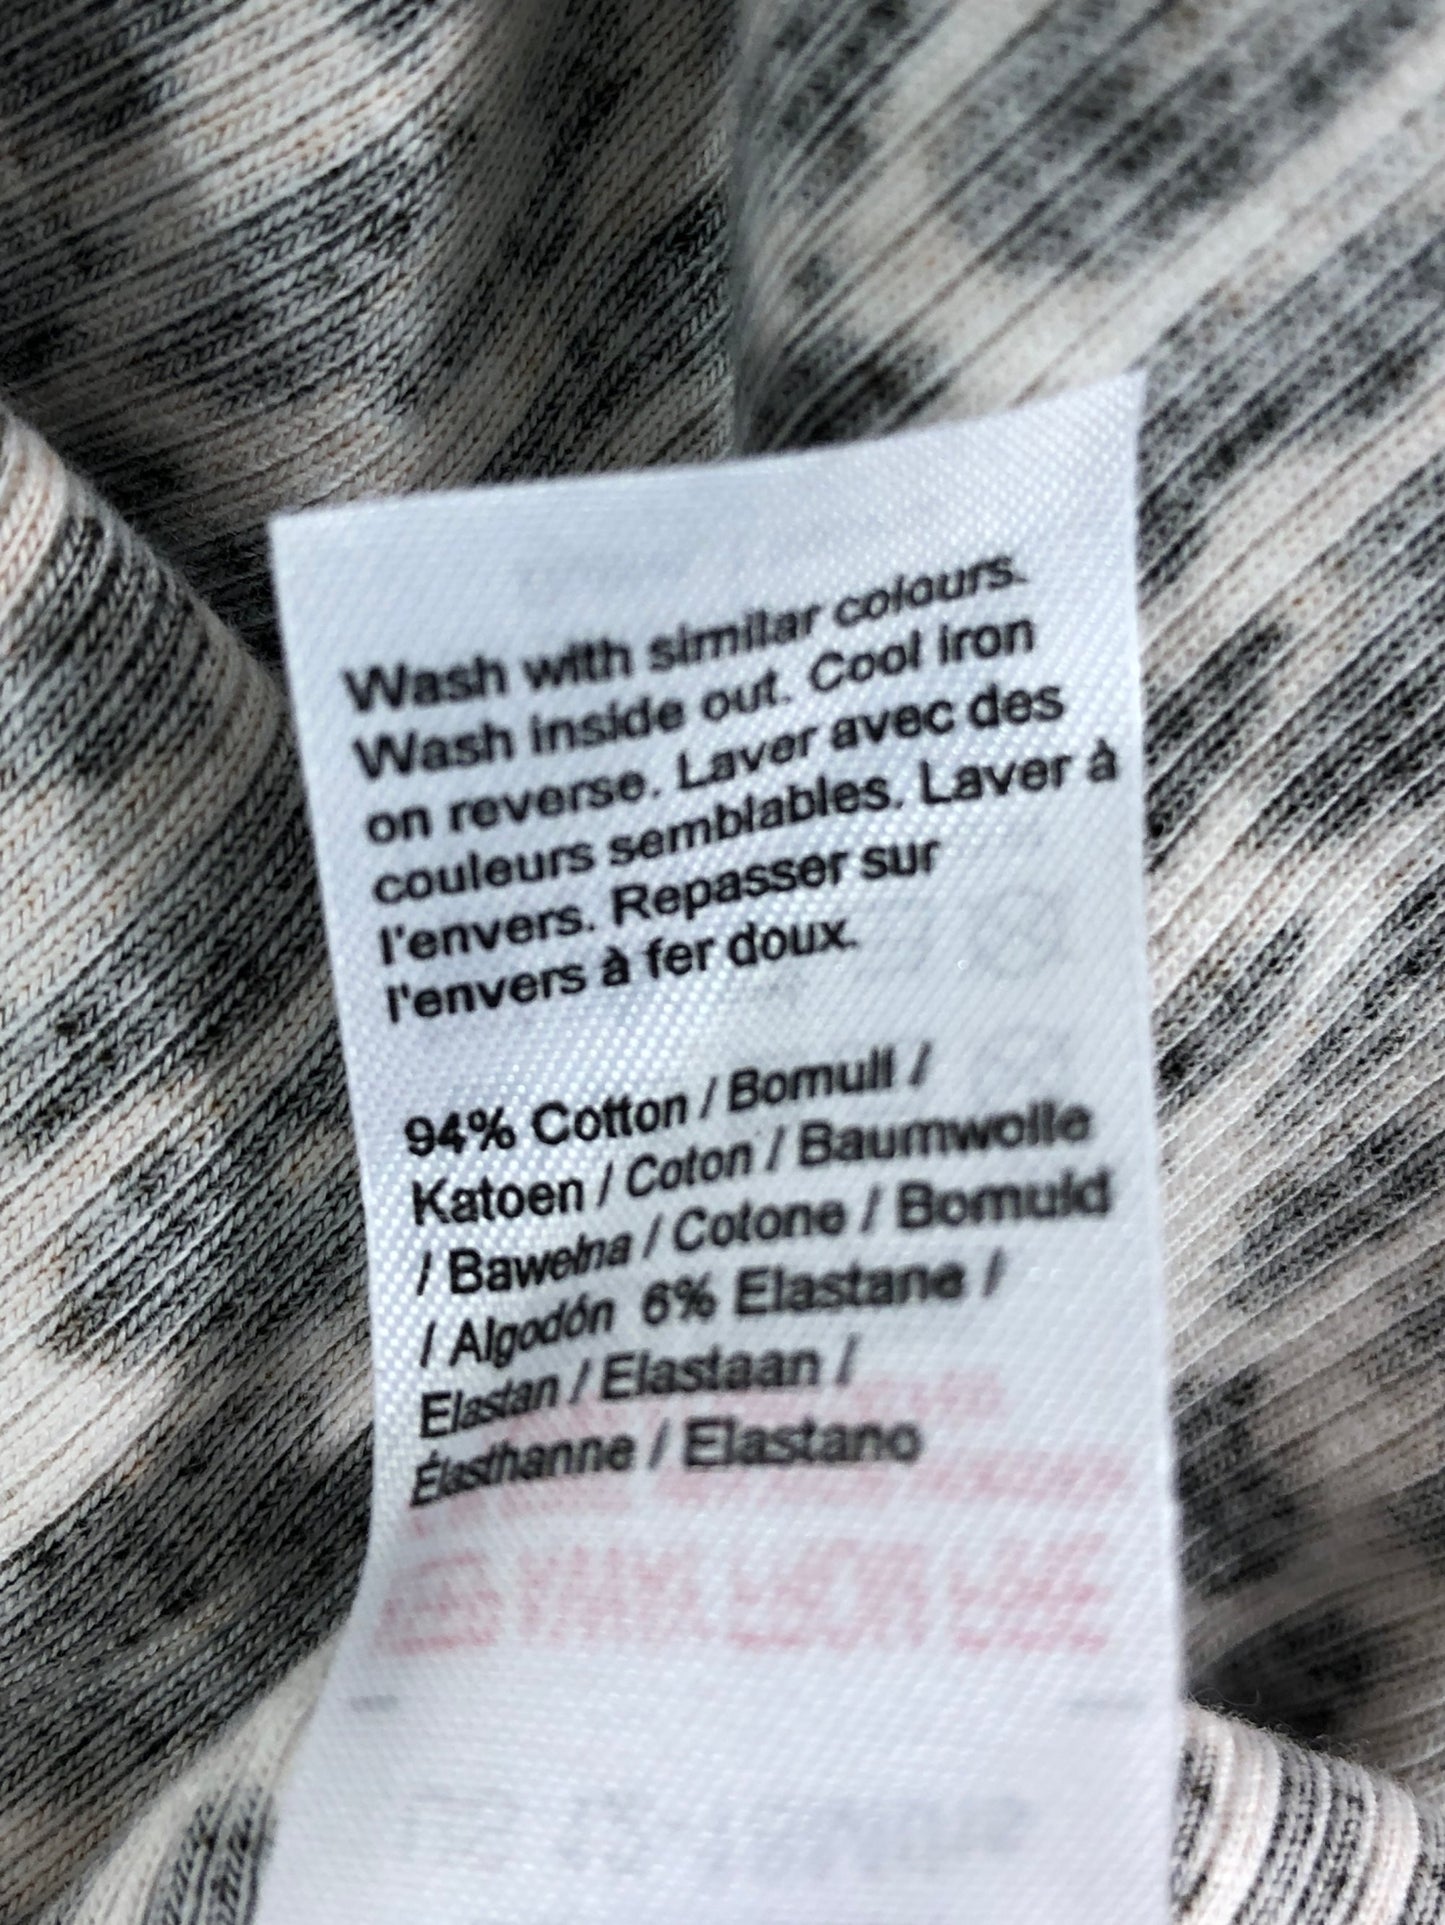 Wash with similar colours.
Wash inside out. Cool iron
on reverse. Laver avec des
couleurs semblables. Laver à
l'envers. Repasser sur
l'envers à fer doux.
94% Cotton / Bomull /
Katoen / Coton / Baumwolle
/ Bawełna / Cotone / Bomuld
/ Algodón 6% Elastane /
Elastan / Elastaan /
Élasthanne / Elastano